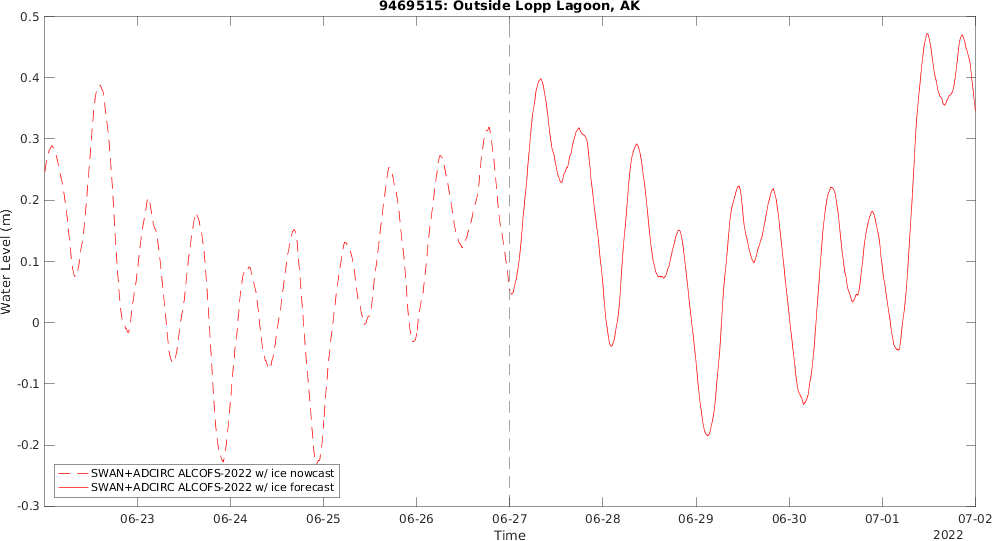 9469515: Outside Lopp Lagoon, AK
0.5
0.4
0.3
0.2
0.1
0
-0.1
-0.2
-0.3
Water Level (m)
SWAN+ADCIRC ALCOFS-2022 w/ ice nowcast
SWAN+ADCIRC ALCOFS-2022 w/ ice forecast
06-23 06-24 06-25 06-26 06-27 06-28 06-29 06-30 07-01 07-02
Time
2022